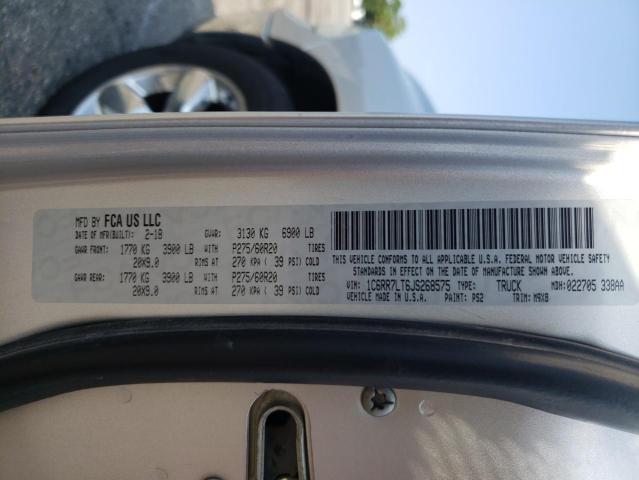 MFD BY FCA US LLC
DATE OF MFR(BUILT): 2-18 GVWR: 3130 KG 6900 LB
GAWR FRONT: 1770 KG 3900 LB WITH P275/60R20 TIRES
20X9.0 RIMS AT 270 KPA ( 39 PSI) COLD
GAWR REAR: 1770 KG 3900 LB WITH P275/60R20 TIRES
20X9.0 RIMS AT 270 KPA ( 39 PSI) COLD
THIS VEHICLE CONFORMS TO ALL APPLICABLE U.S.A. FEDERAL MOTOR VEHICLE SAFETY
STANDARDS IN EFFECT ON THE DATE OF MANUFACTURE SHOWN ABOVE.
VIN: 1C6RR7LT6JS268575 TYPE: TRUCK MDH:022705 338AA
VEHICLE MADE IN U.S.A. PAINT: PS2 TRIM: M9X8